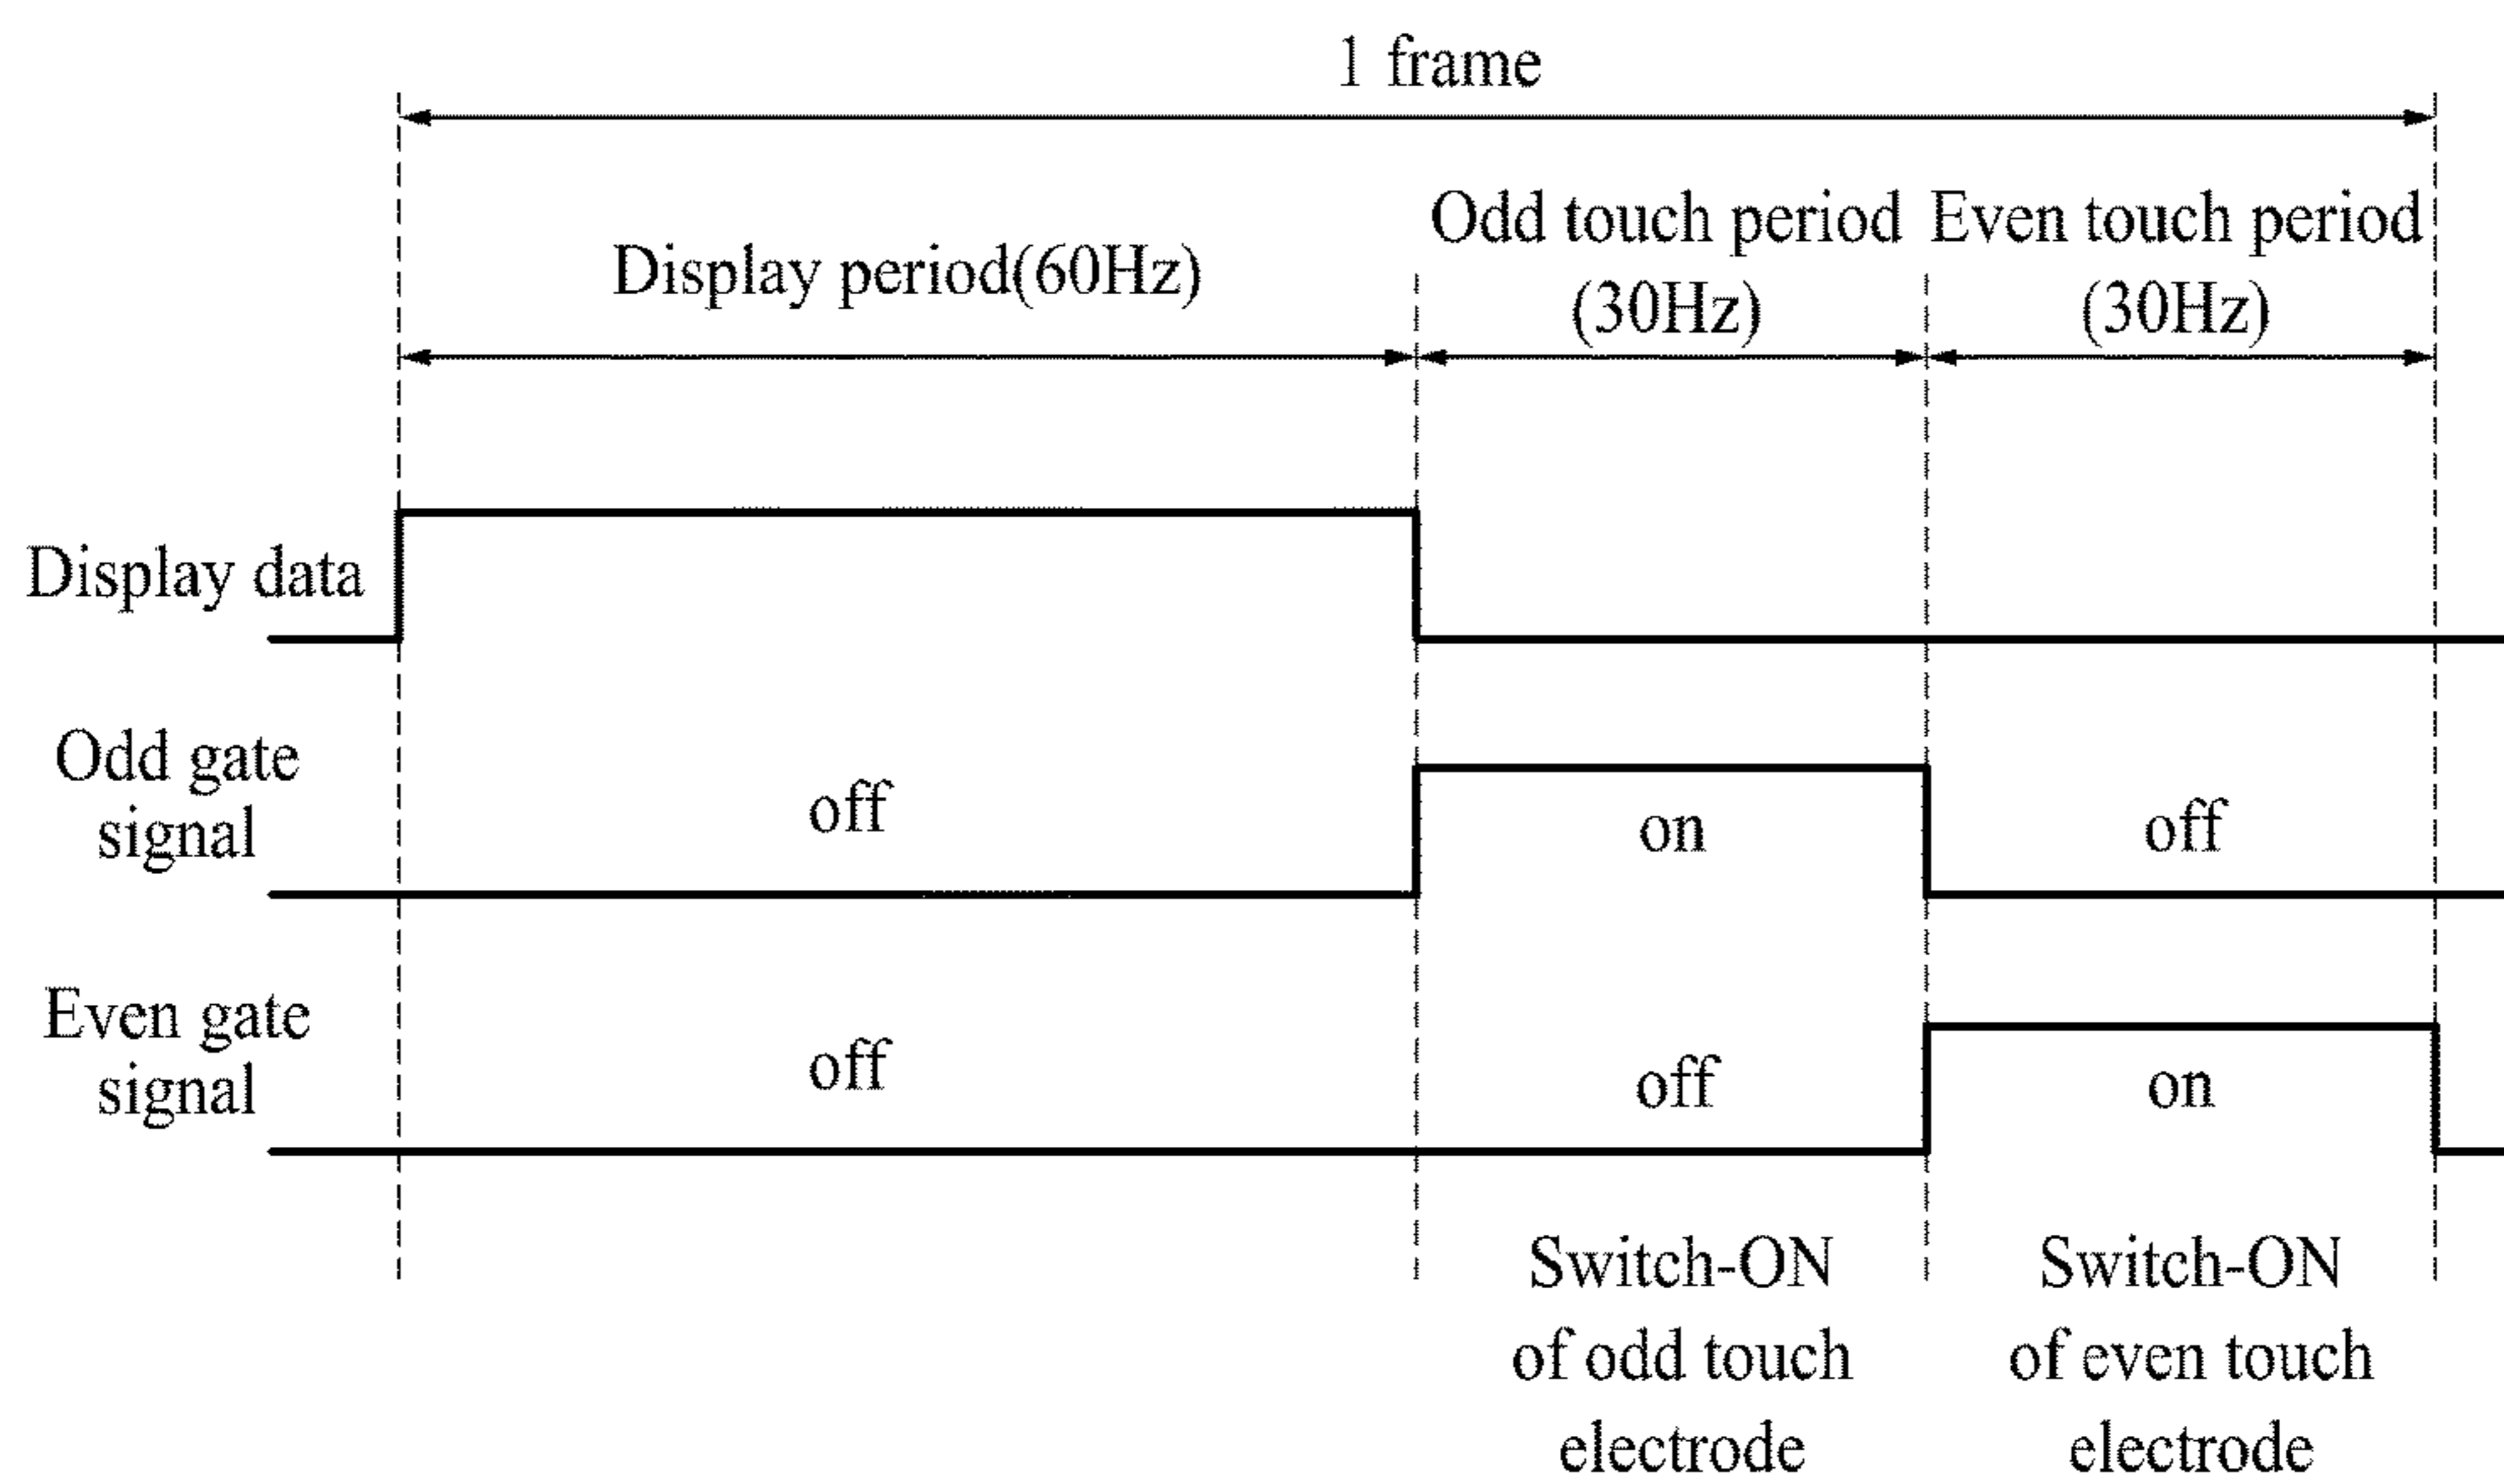 1 frame
Display period(60Hz)
Odd touch period
(30Hz)
Even touch period
(30Hz)
Display data
Odd gate
signal
off
on
off
Even gate
signal
off
off
on
Switch-ON
of odd touch
electrode
Switch-ON
of even touch
electrode